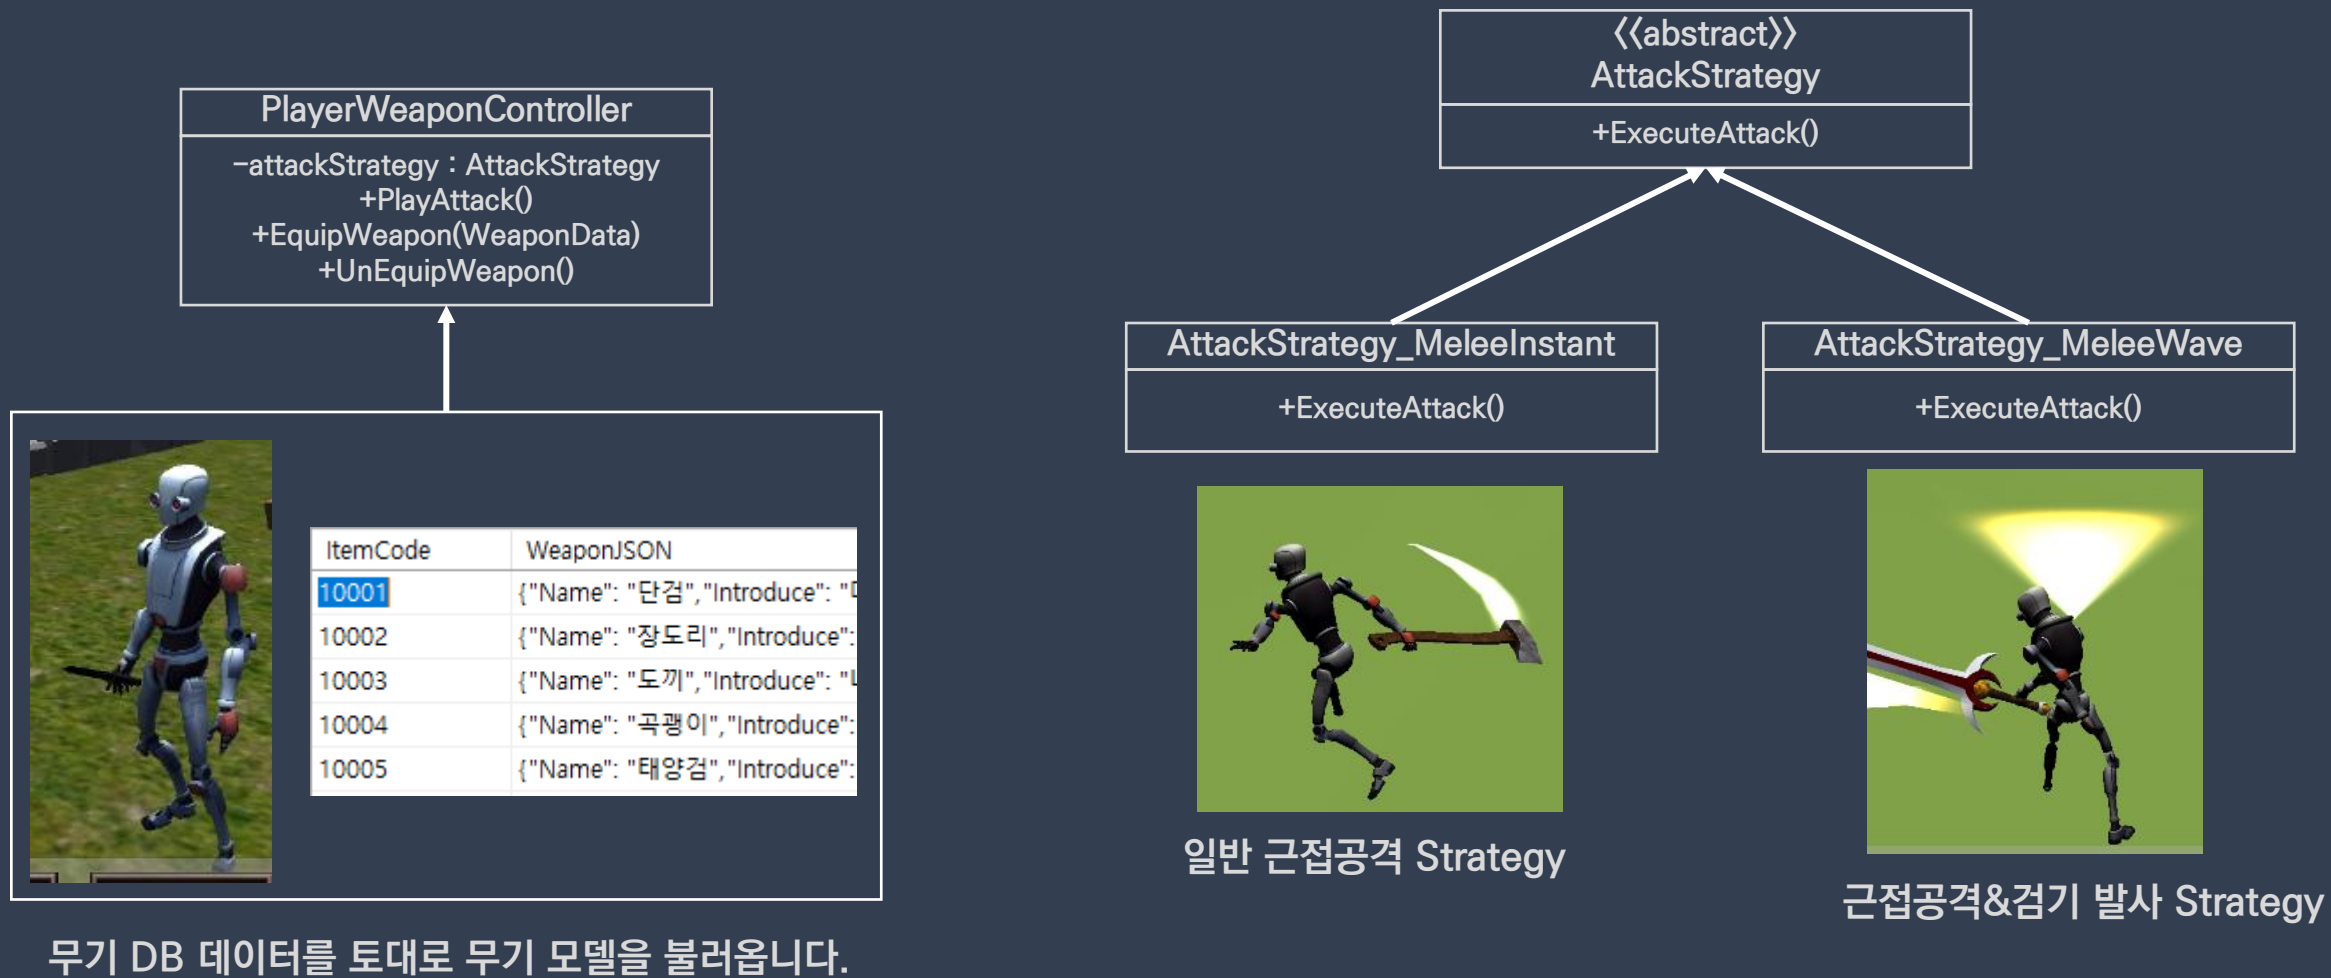 PlayerWeaponController
-attackStrategy : AttackStrategy
+PlayAttack()
+EquipWeapon(WeaponData)
+UnEquipWeapon()
ItemCode WeaponJSON
10001 {"Name": "단검","Introduce": "
10002 {"Name": "장도리","Introduce":
10003 {"Name": "도끼","Introduce": "
10004 {"Name": "곡괭이","Introduce":
10005 {"Name": "태양검","Introduce":
무기 DB 데이터를 토대로 무기 모델을 불러옵니다.
<<abstract>>
AttackStrategy
+ExecuteAttack()
AttackStrategy_MeleeInstant
+ExecuteAttack()
일반 근접공격 Strategy
AttackStrategy_MeleeWave
+ExecuteAttack()
근접공격&검기 발사 Strategy